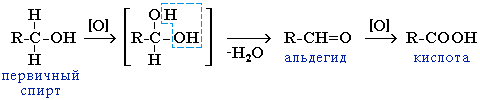 H
R-C-OH
H
первичный
спирт
[O]
OH
R-C-OH
H
-H2O
R-CH=O
альдегид
[O]
R-COOH
кислота